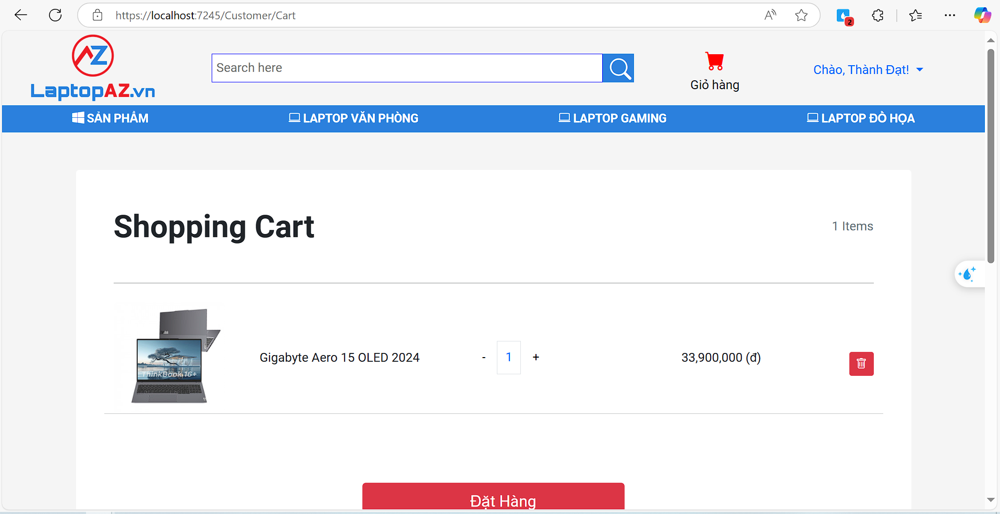 https://localhost:7245/Customer/Cart
2
AZ
LaptopAZ.vn
Search here
Giỏ hàng
Chào, Thành Đạt!
SẢN PHẨM
LAPTOP VĂN PHÒNG
LAPTOP GAMING
LAPTOP ĐỒ HỌA
Shopping Cart
1 Items
ThinkBook 16+
Gigabyte Aero 15 OLED 2024
-
1
+
33,900,000 (đ)
Đặt Hàng